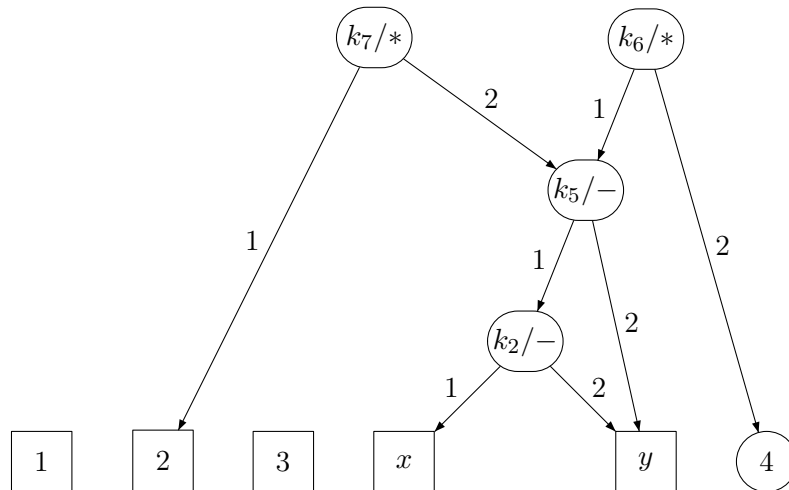 k₇/∗ k₆/∗
2 1
k₅/−
1 2
1
2
k₂/−
1 2
1 2 3 x y 4